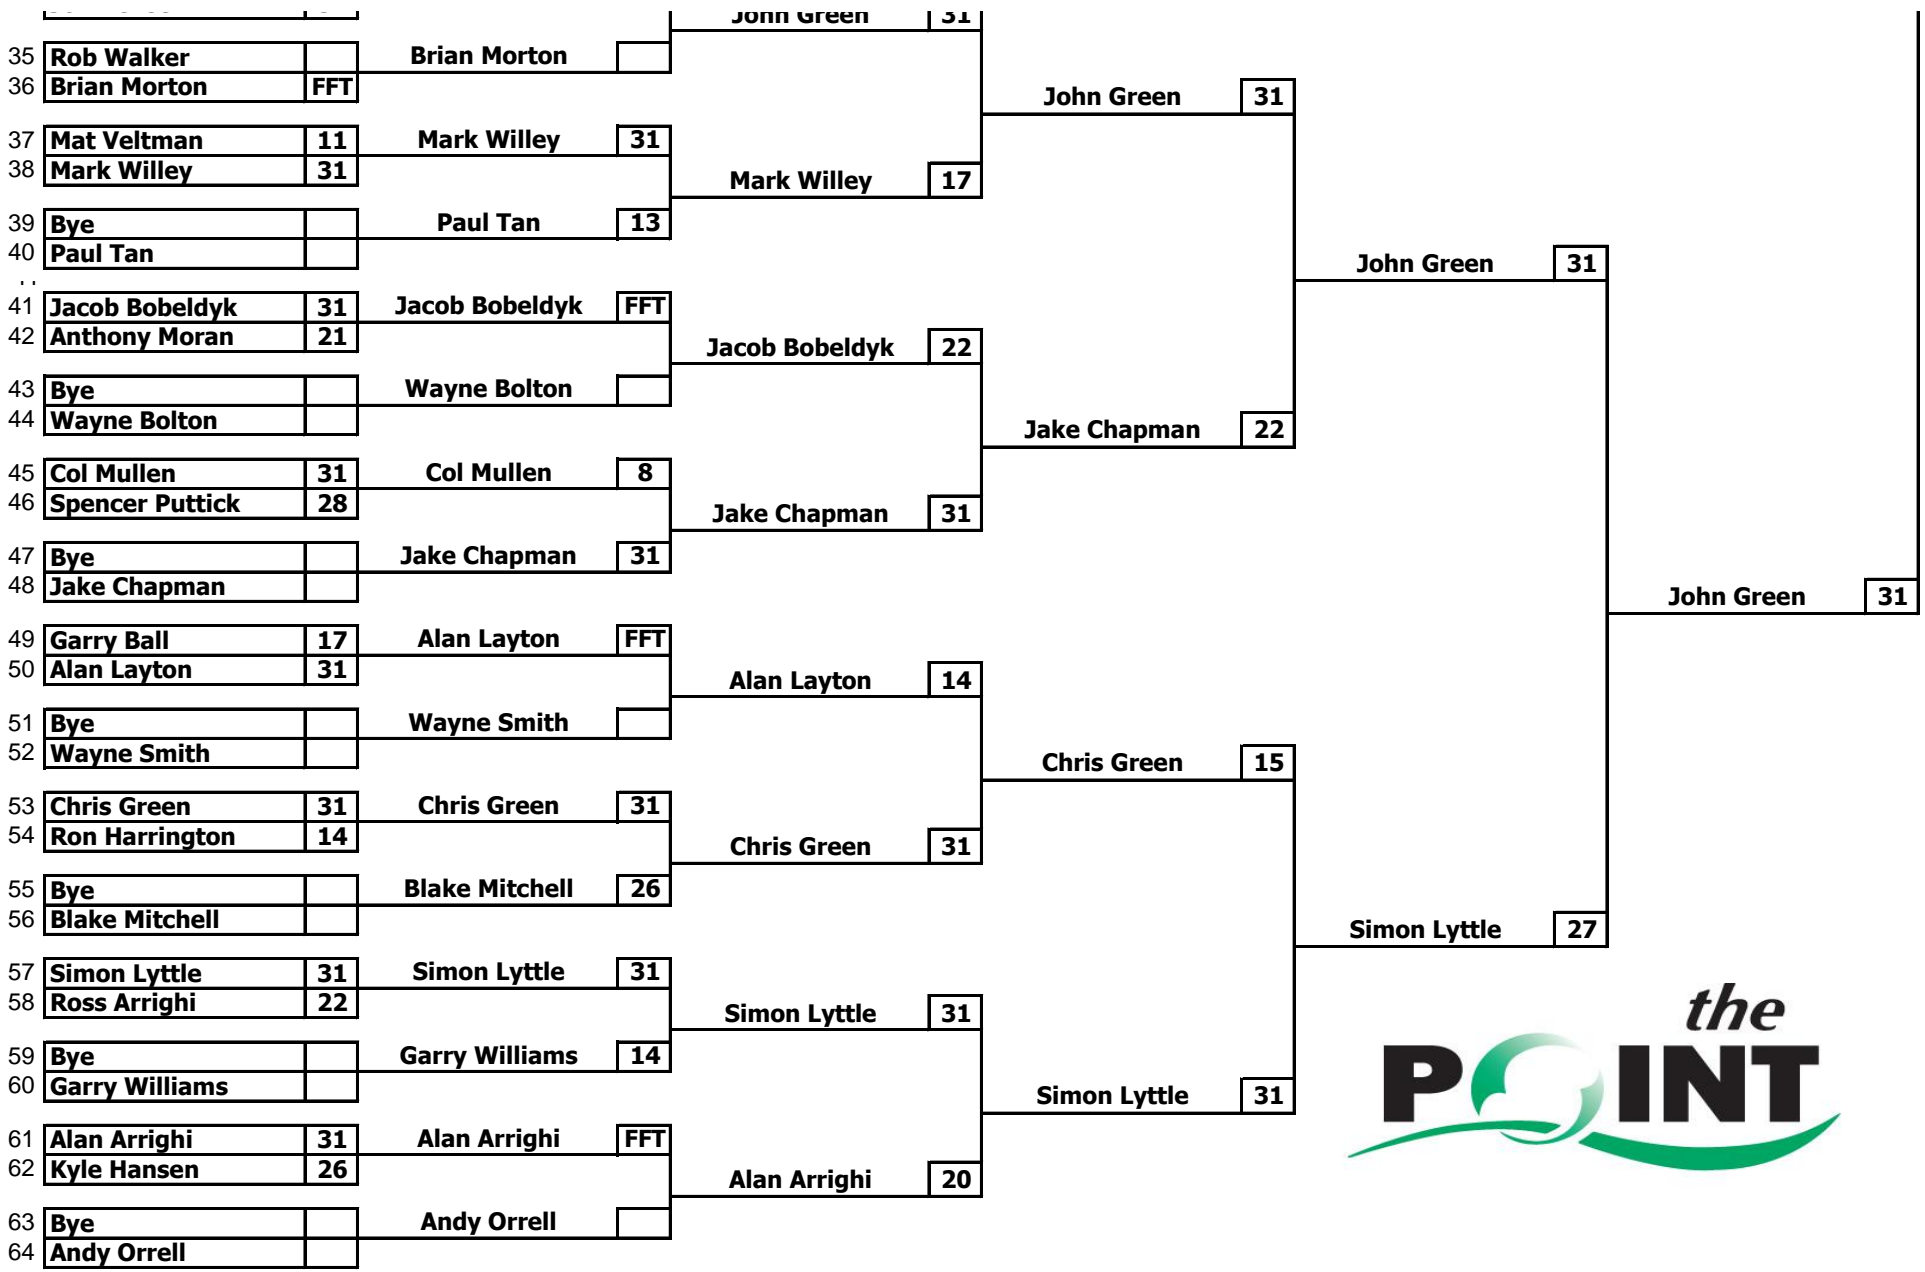 John Green 31
35 Rob Walker Brian Morton
36 Brian Morton FFT
John Green 31
37 Mat Veltman 11 Mark Willey 31
38 Mark Willey 31
Mark Willey 17
39 Bye Paul Tan 13
40 Paul Tan
John Green 31
41 Jacob Bobeldyk 31 Jacob Bobeldyk FFT
42 Anthony Moran 21
Jacob Bobeldyk 22
43 Bye Wayne Bolton
44 Wayne Bolton
Jake Chapman 22
45 Col Mullen 31 Col Mullen 8
46 Spencer Puttick 28
Jake Chapman 31
47 Bye Jake Chapman 31
48 Jake Chapman
John Green 31
49 Garry Ball 17 Alan Layton FFT
50 Alan Layton 31
Alan Layton 14
51 Bye Wayne Smith
52 Wayne Smith
Chris Green 15
53 Chris Green 31 Chris Green 31
54 Ron Harrington 14
Chris Green 31
55 Bye Blake Mitchell 26
56 Blake Mitchell
Simon Lyttle 27
57 Simon Lyttle 31 Simon Lyttle 31
58 Ross Arrighi 22
Simon Lyttle 31
59 Bye Garry Williams 14
60 Garry Williams
Simon Lyttle 31
61 Alan Arrighi 31 Alan Arrighi FFT
62 Kyle Hansen 26
Alan Arrighi 20
63 Bye Andy Orrell
64 Andy Orrell
the
POINT